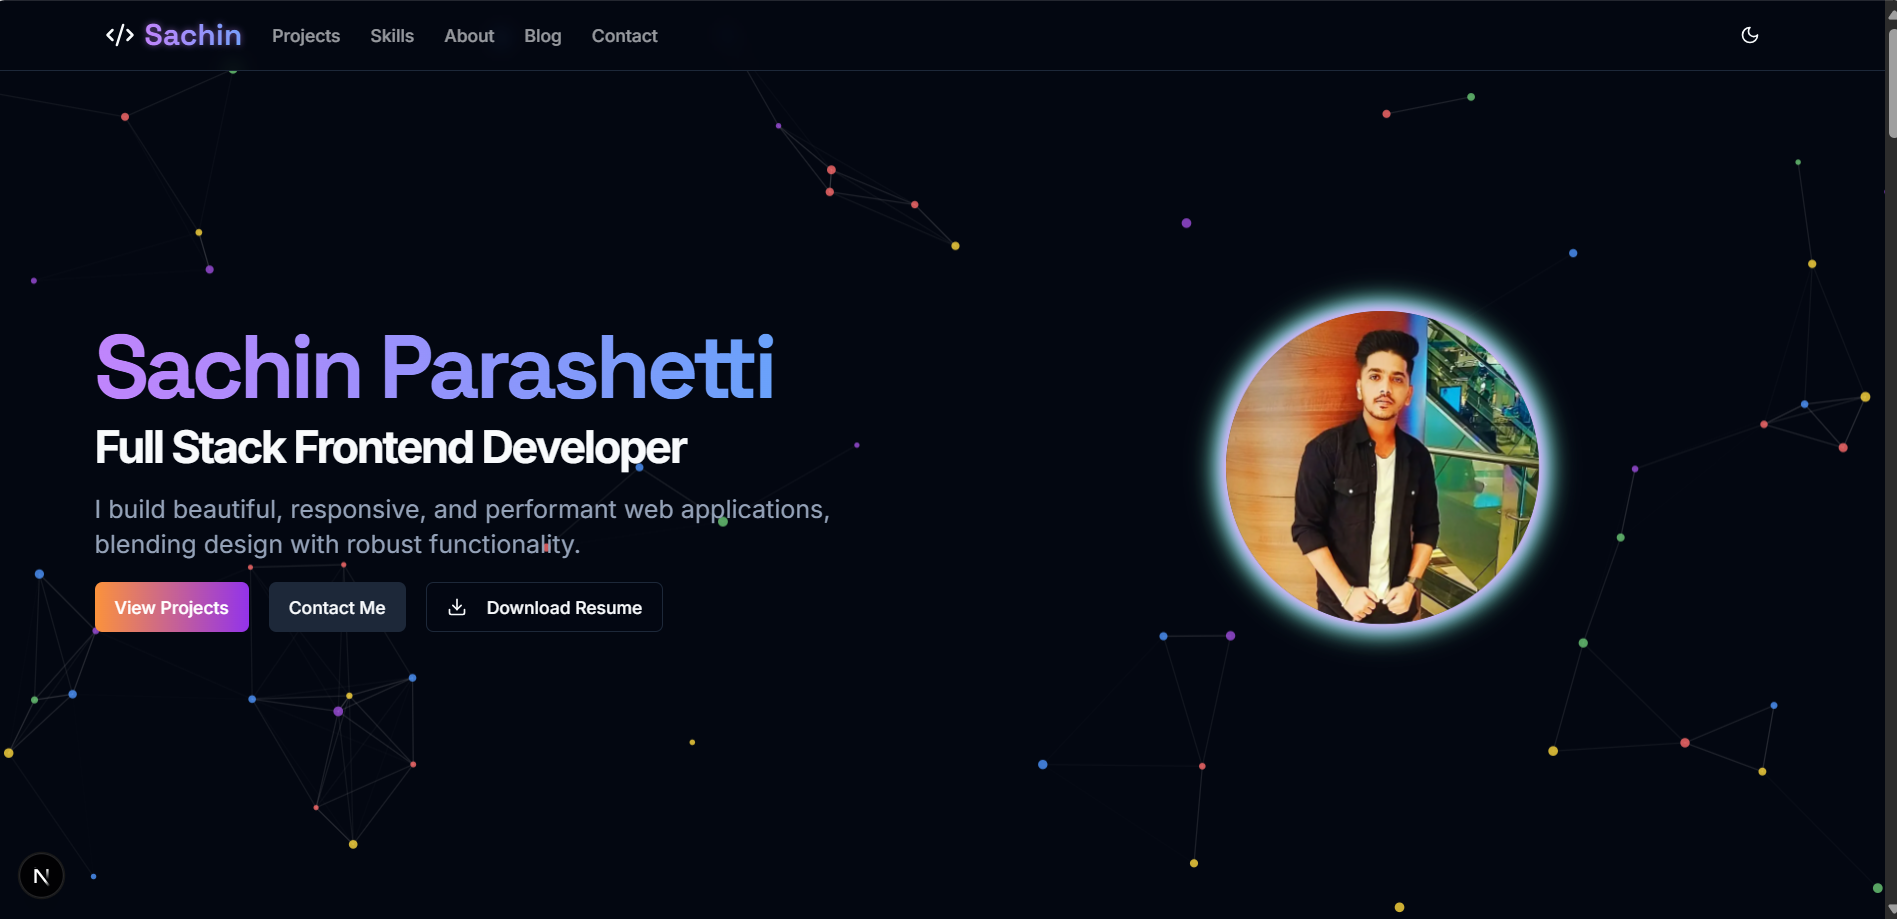 </> Sachin Projects Skills About Blog Contact
Sachin Parashetti
Full Stack Frontend Developer
I build beautiful, responsive, and performant web applications,
blending design with robust functionality.
View Projects Contact Me Download Resume
N